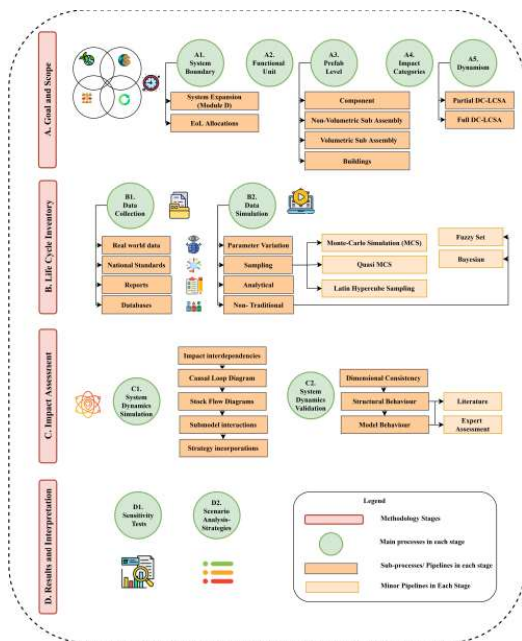 A. Goal and Scope
A1.
System
Boundary
System Expansion
(Module D)
EoL Allocations
A2.
Functional
Unit
A3.
Prefab
Level
Component
Non-Volumetric Sub Assembly
Volumetric Sub Assembly
Buildings
A4.
Impact
Categories
A5.
Dynamism
Partial DC-LCSA
Full DC-LCSA
B. Life Cycle Inventory
B1.
Data
Collection
Real world data
National Standards
Reports
Databases
B2.
Data
Simulation
Parameter Variation
Sampling
Analytical
Non- Traditional
Monte-Carlo Simulation (MCS)
Quasi MCS
Latin Hypercube Sampling
Fuzzy Set
Bayesian
C. Impact Assessment
C1.
System
Dynamics
Simulation
Impact interdependencies
Causal Loop Diagram
Stock Flow Diagrams
Submodel interactions
Strategy incorporations
C2.
System
Dynamics
Validation
Dimensional Consistency
Structural Behaviour
Model Behaviour
Literature
Expert
Assessment
D. Results and Interpretation
D1.
Sensitivity
Tests
D2.
Scenario
Analysis-
Strategies
Legend
Methodology Stages
Main processes in each stage
Sub-processes/ Pipelines in each stage
Minor Pipelines in Each Stage